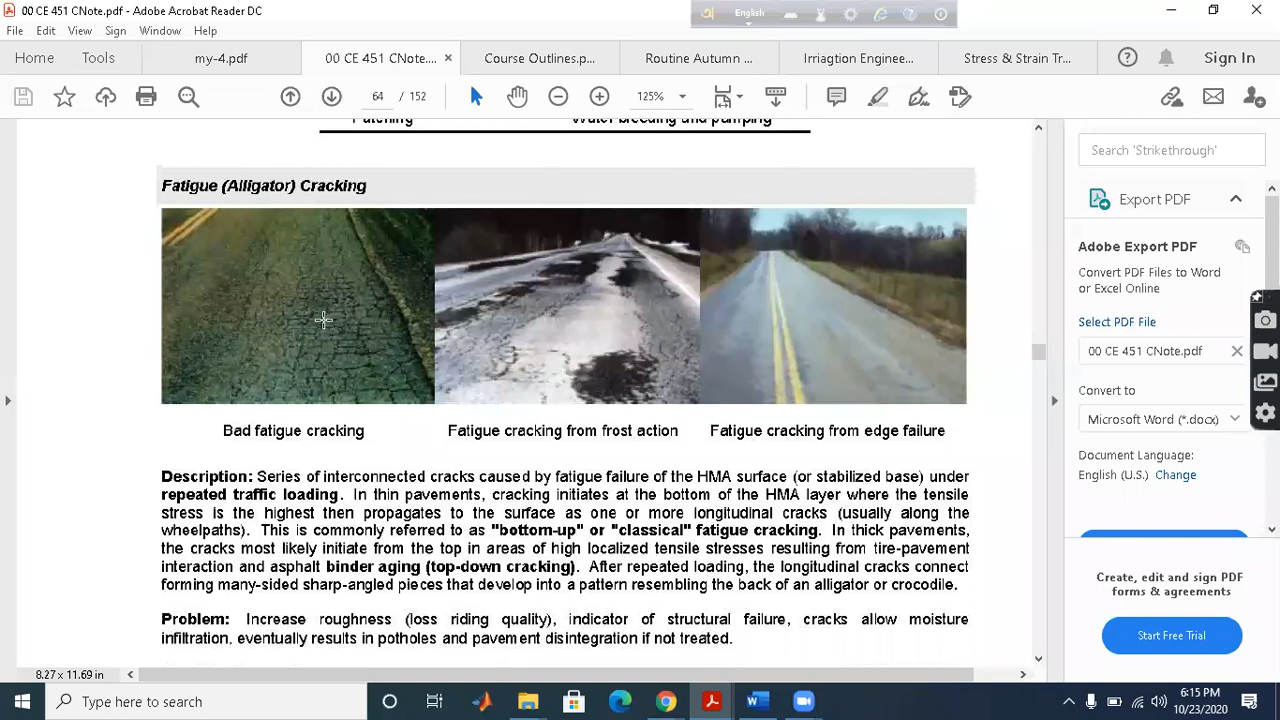 00 CE 451 CNote.pdf - Adobe Acrobat Reader DC
English
File Edit View Sign Window Help
Home Tools my-4.pdf 00 CE 451 CNote.... × Course Outlines.p... Routine Autumn ... Irriagtion Enginee... Stress & Strain Tr... Sign In
64 / 152 125%
Patching Water bleeding and pumping
Fatigue (Alligator) Cracking
Bad fatigue cracking Fatigue cracking from frost action Fatigue cracking from edge failure
Description: Series of interconnected cracks caused by fatigue failure of the HMA surface (or stabilized base) under
repeated traffic loading. In thin pavements, cracking initiates at the bottom of the HMA layer where the tensile
stress is the highest then propagates to the surface as one or more longitudinal cracks (usually along the
wheelpaths). This is commonly referred to as "bottom-up" or "classical" fatigue cracking. In thick pavements,
the cracks most likely initiate from the top in areas of high localized tensile stresses resulting from tire-pavement
interaction and asphalt binder aging (top-down cracking). After repeated loading, the longitudinal cracks connect
forming many-sided sharp-angled pieces that develop into a pattern resembling the back of an alligator or crocodile.
Problem: Increase roughness (loss riding quality), indicator of structural failure, cracks allow moisture
infiltration, eventually results in potholes and pavement disintegration if not treated.
8.27 x 11.69 in
Search 'Strikethrough'
Export PDF
Adobe Export PDF
Convert PDF Files to Word
or Excel Online
Select PDF File
00 CE 451 CNote.pdf
Convert to
Microsoft Word (*.docx)
Document Language:
English (U.S.) Change
Create, edit and sign PDF
forms & agreements
Start Free Trial
Type here to search
6:15 PM
10/23/2020